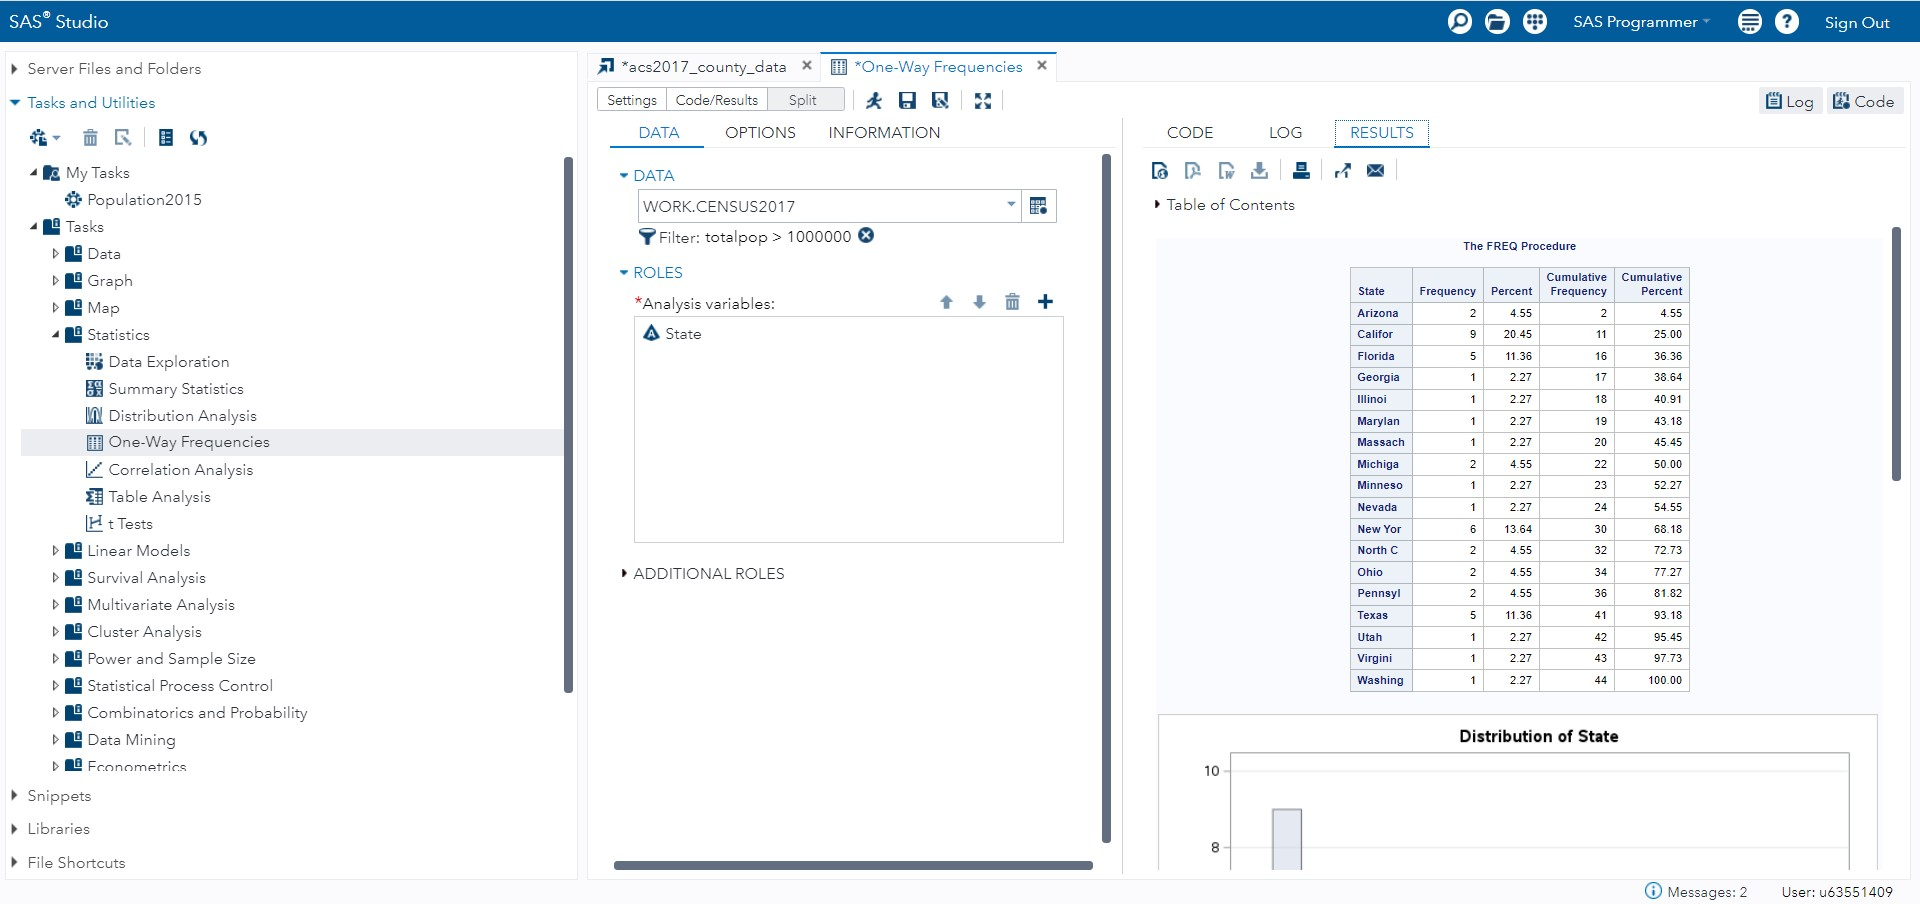 SAS® Studio
SAS Programmer
Sign Out
Server Files and Folders
Tasks and Utilities
My Tasks
Population2015
Tasks
Data
Graph
Map
Statistics
Data Exploration
Summary Statistics
Distribution Analysis
One-Way Frequencies
Correlation Analysis
Table Analysis
t Tests
Linear Models
Survival Analysis
Multivariate Analysis
Cluster Analysis
Power and Sample Size
Statistical Process Control
Combinatorics and Probability
Data Mining
Econometrics
Snippets
Libraries
File Shortcuts
*acs2017_county_data
*One-Way Frequencies
Settings Code/Results Split
Log Code
DATA OPTIONS INFORMATION
DATA
WORK.CENSUS2017
Filter: totalpop > 1000000
ROLES
*Analysis variables:
State
ADDITIONAL ROLES
CODE LOG RESULTS
Table of Contents
The FREQ Procedure
State Frequency Percent Cumulative Frequency Cumulative Percent
Arizona 2 4.55 2 4.55
Califor 9 20.45 11 25.00
Florida 5 11.36 16 36.36
Georgia 1 2.27 17 38.64
Illinoi 1 2.27 18 40.91
Marylan 1 2.27 19 43.18
Massach 1 2.27 20 45.45
Michiga 2 4.55 22 50.00
Minneso 1 2.27 23 52.27
Nevada 1 2.27 24 54.55
New Yor 6 13.64 30 68.18
North C 2 4.55 32 72.73
Ohio 2 4.55 34 77.27
Pennsyl 2 4.55 36 81.82
Texas 5 11.36 41 93.18
Utah 1 2.27 42 95.45
Virgini 1 2.27 43 97.73
Washing 1 2.27 44 100.00
Distribution of State
10
8
Messages: 2
User: u63551409